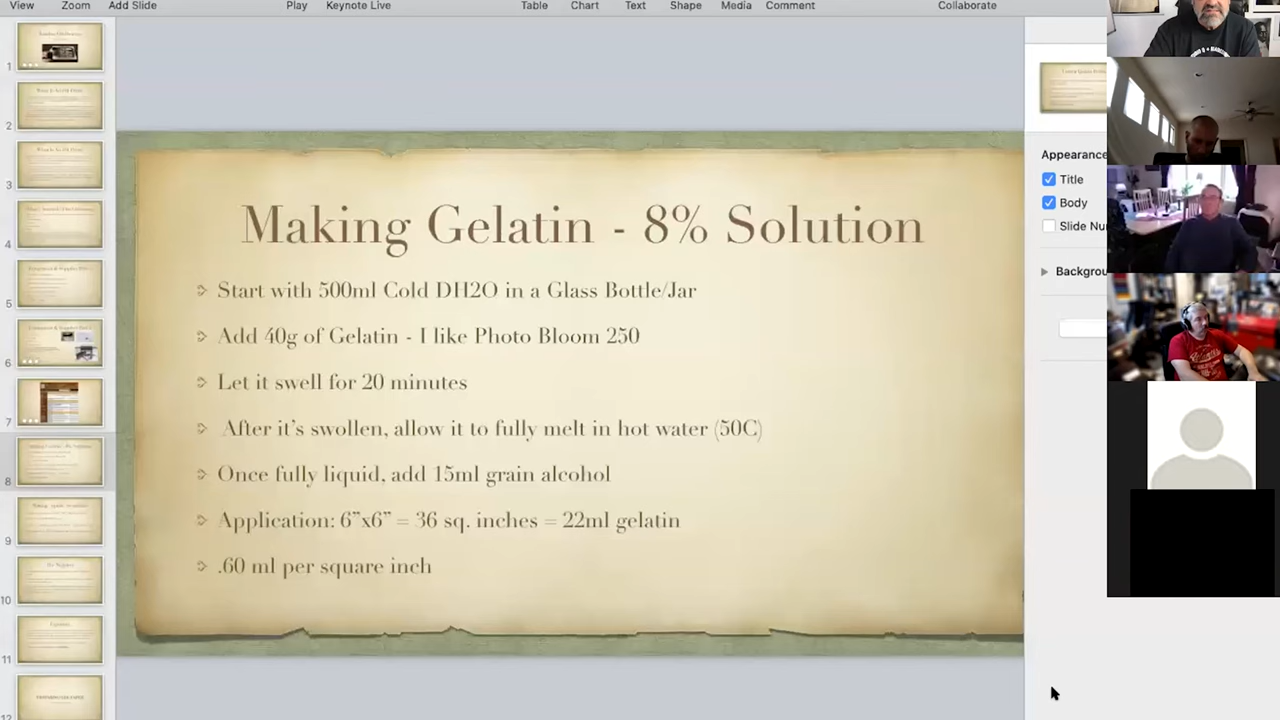 View Zoom Add Slide Play Keynote Live Table Chart Text Shape Media Comment Collaborate
1
2
3
4
5
6
7
8
9
10
11
12
Making Gelatin - 8% Solution
Start with 500ml Cold DH2O in a Glass Bottle/Jar
Add 40g of Gelatin - I like Photo Bloom 250
Let it swell for 20 minutes
After it's swollen, allow it to fully melt in hot water (50C)
Once fully liquid, add 15ml grain alcohol
Application: 6”x6” = 36 sq. inches = 22ml gelatin
.60 ml per square inch
Appearance
Title
Body
Slide Nu
Backgrou